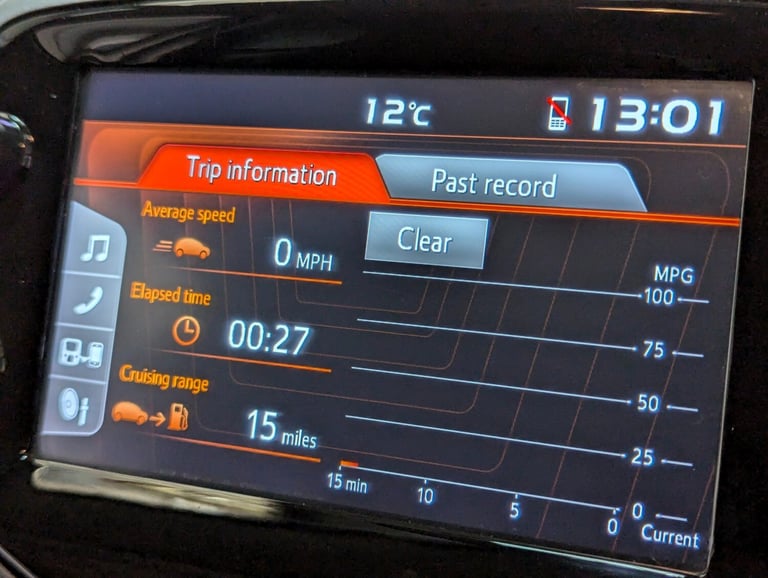 12°C 13:01
Trip information Past record
Average speed
0 MPH
Clear
Elapsed time
00:27
Cruising range
15 miles
MPG
100
75
50
25
0
15 min 10 5 0
Current